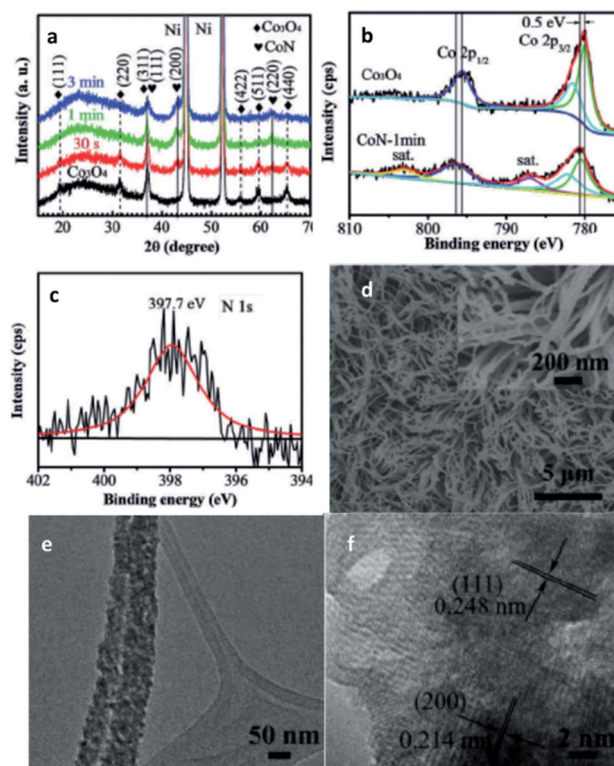 a
Ni Ni
♦ Co₃O₄
♥ CoN
(111)
(220)
(311)
(111)
(200)
(422)
(511)
(220)
(440)
3 min
1 min
30 s
Co₃O₄
Intensity (a. u.)
20 30 40 50 60 70
2θ (degree)
b
0.5 eV
Co 2p1/2
Co 2p3/2
Co₃O₄
CoN-1min
sat.
sat.
Intensity (cps)
810 800 790 780
Binding energy (eV)
c
397.7 eV
N 1s
Intensity (cps)
402 400 398 396 394
Binding energy (eV)
d
200 nm
5 μm
e
50 nm
f
(111)
0.248 nm
(200)
0.214 nm
2 nm